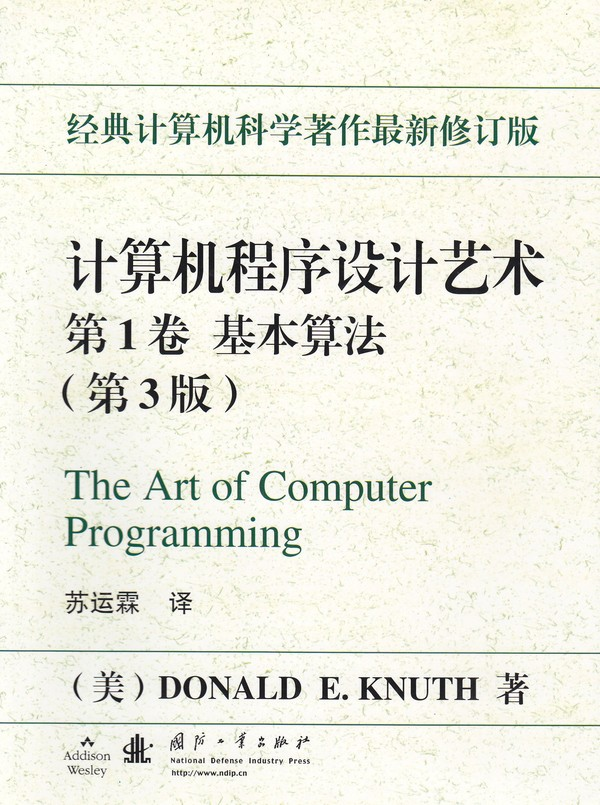 经典计算机科学著作最新修订版
计算机程序设计艺术
第1卷 基本算法
（第3版）
The Art of Computer
Programming
苏运霖 译
（美）DONALD E. KNUTH 著
Addison
Wesley
国防工业出版社
National Defense Industry Press
http://www.ndip.cn